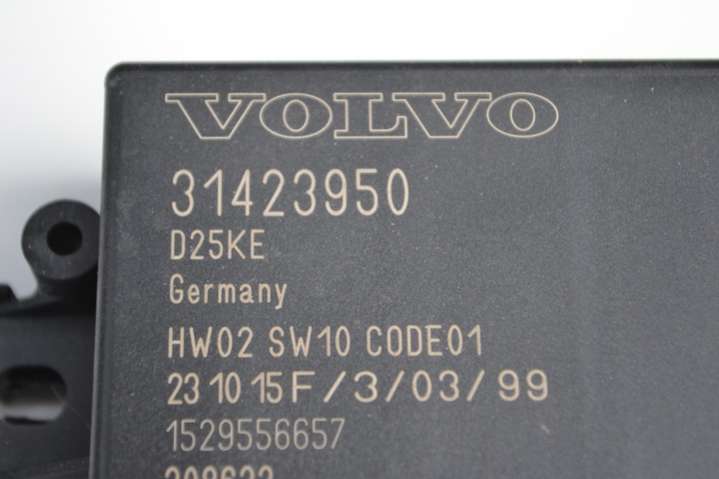 VOLVO
31423950
D25KE
Germany
HW02 SW10 CODE01
23 10 15 F/3/03/99
1529556657